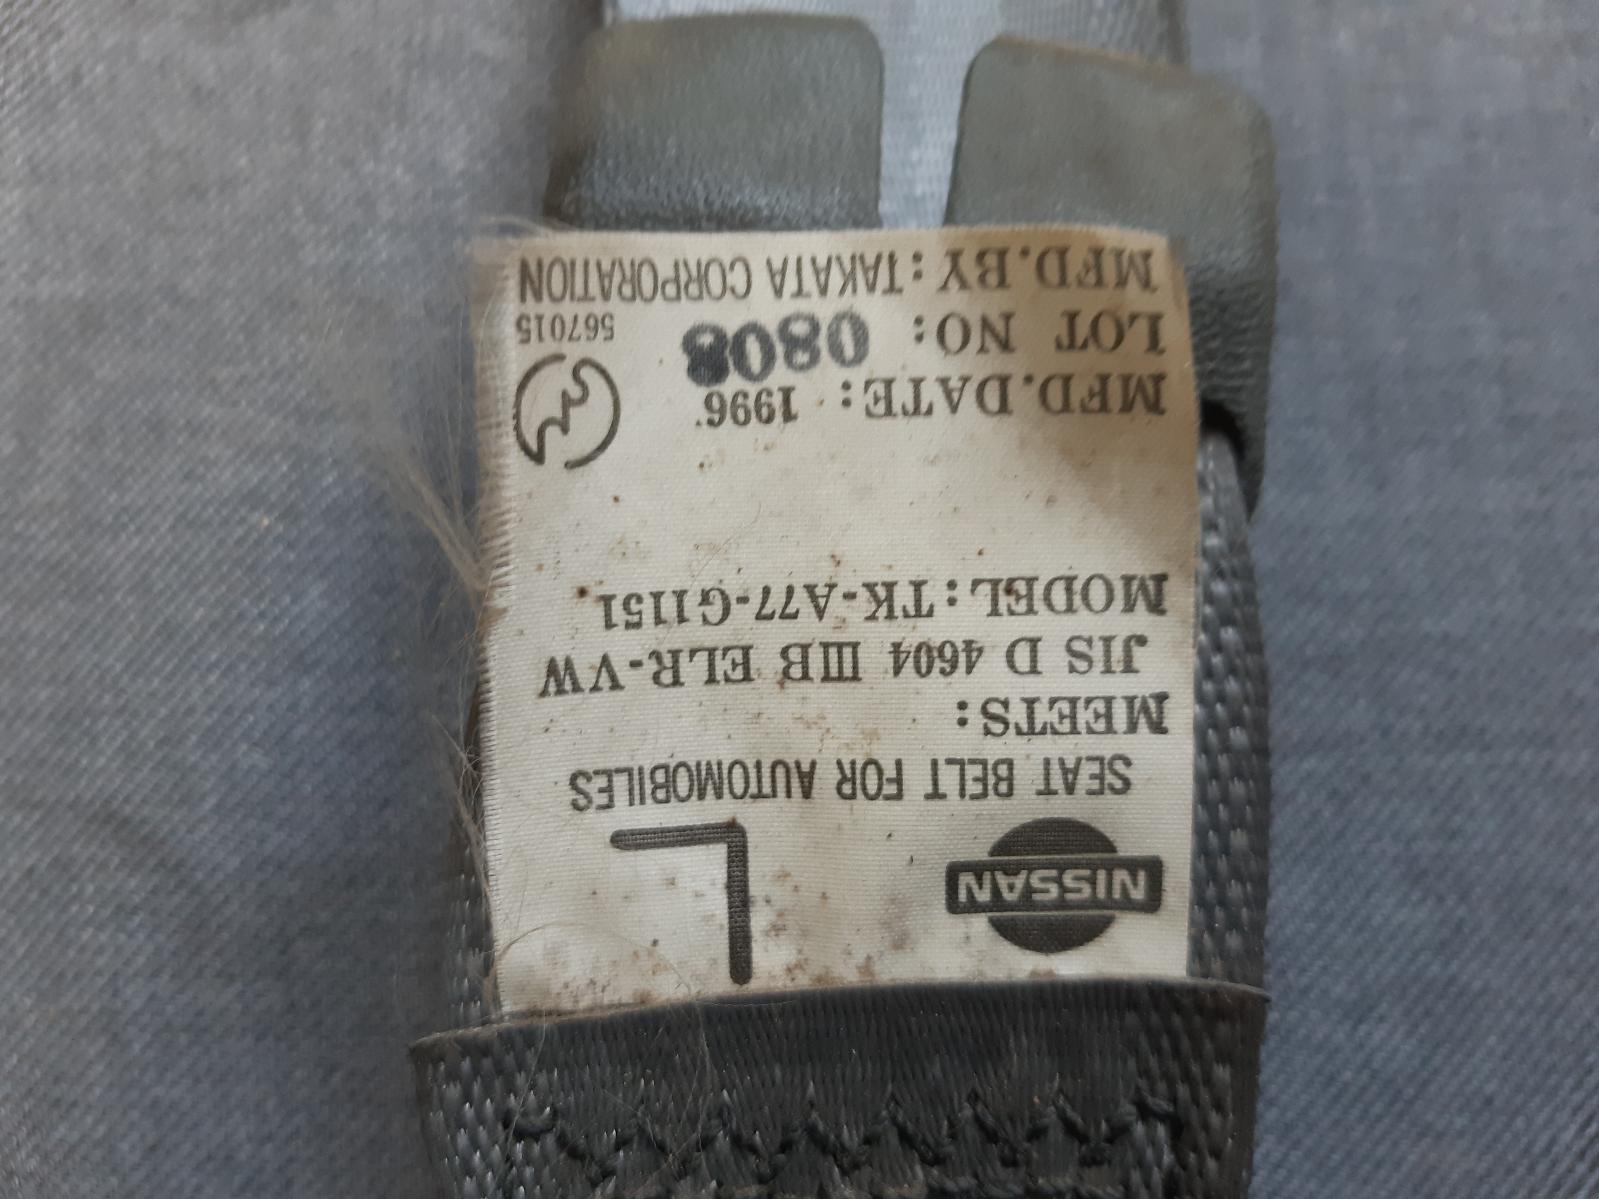 NISSAN
L
SEAT BELT FOR AUTOMOBILES
MEETS:
JIS D 4604 ⅢB ELR-VW
MODEL:TK-A77-G1151
MFD.DATE: 1996
LOT NO: 0808
567015
MFD.BY:TAKATA CORPORATION